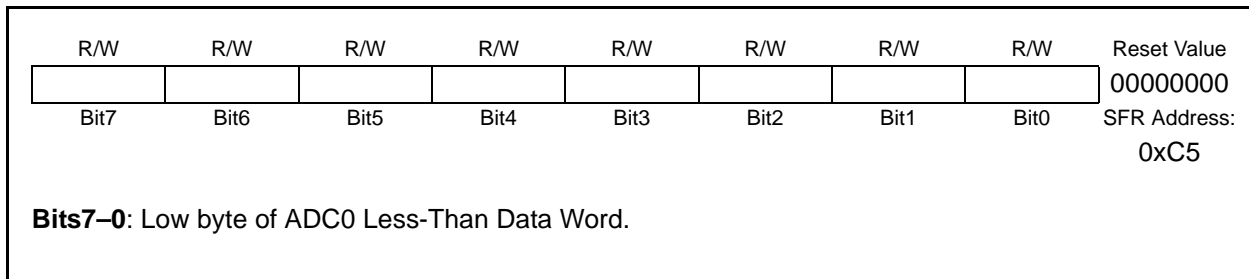 R/W R/W R/W R/W R/W R/W R/W R/W Reset Value
00000000
Bit7 Bit6 Bit5 Bit4 Bit3 Bit2 Bit1 Bit0 SFR Address:
0xC5
Bits7–0: Low byte of ADC0 Less-Than Data Word.